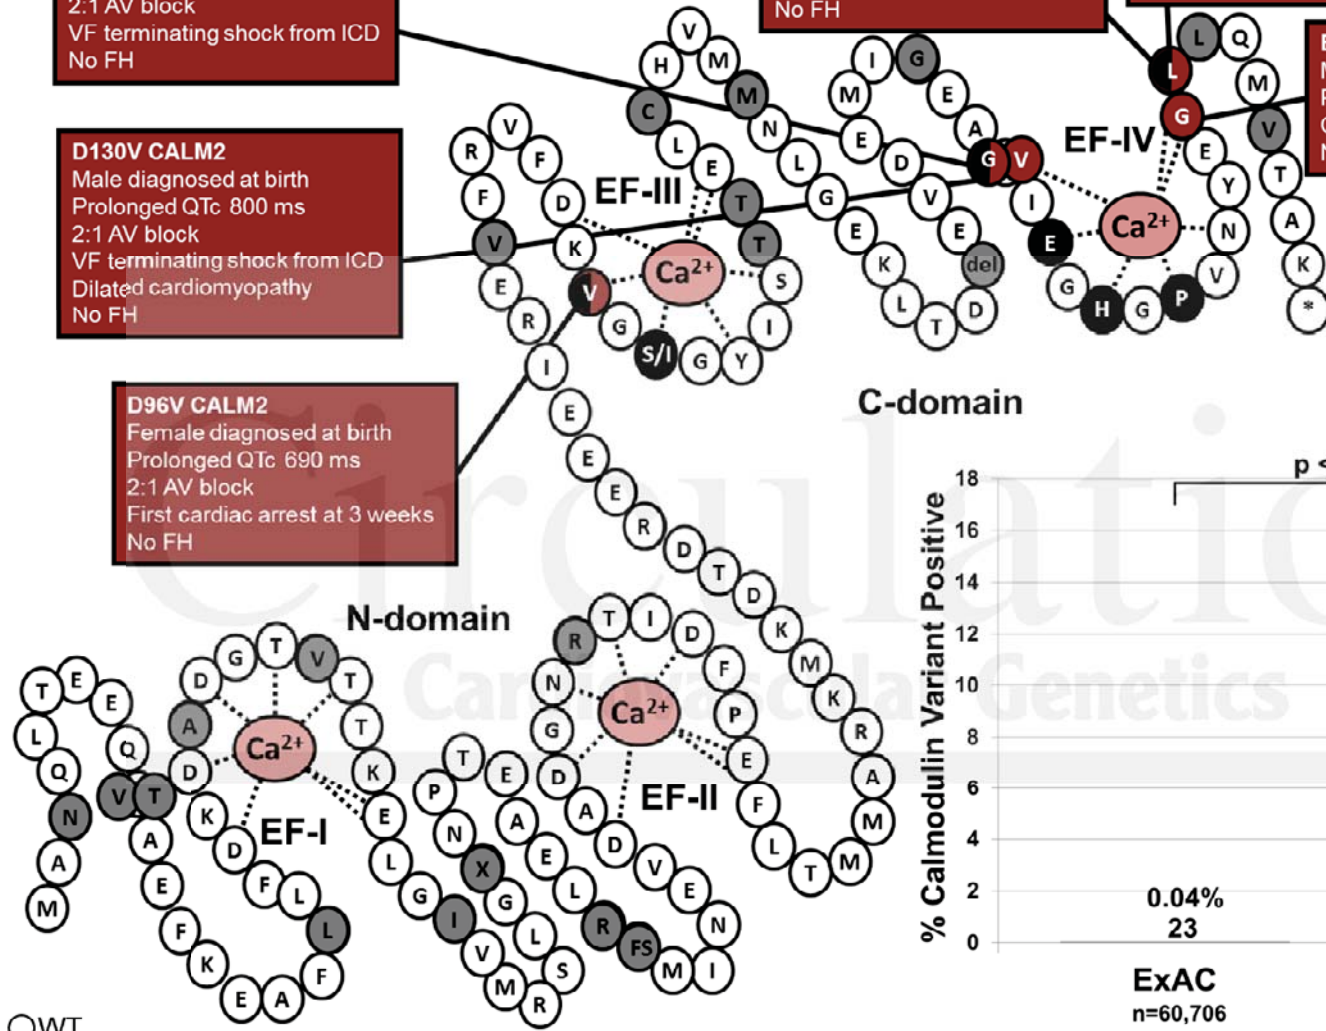 2:1 AV block
VF terminating shock from ICD
No FH
No FH
D130V CALM2
Male diagnosed at birth
Prolonged QTc 800 ms
2:1 AV block
VF terminating shock from ICD
Dilated cardiomyopathy
No FH
D96V CALM2
Female diagnosed at birth
Prolonged QTc 690 ms
2:1 AV block
First cardiac arrest at 3 weeks
No FH
EF-III
Ca²⁺
EF-IV
Ca²⁺
C-domain
R V F D
F V E R I
K V G S/I G Y I S T T E L C H V M M N L G E K L T D del E V D E M I G E A G V I E G H G P V N Y E G L L Q M V T A K *
E E E R D T D K M K R A M M T L F E P F D I T R N G D A D V E N I M FS R L E A E T P N X G L S R M V I G L E K T T V T G D A D K D F L L F A E K F E A T V Q E E T L Q N A M
N-domain
Ca²⁺
EF-I
Ca²⁺
EF-II
Cardiovascular Genetics
% Calmodulin Variant Positive
18
16
14
12
10
8
6
4
2
0
p <
0.04%
23
ExAC
n=60,706
WT